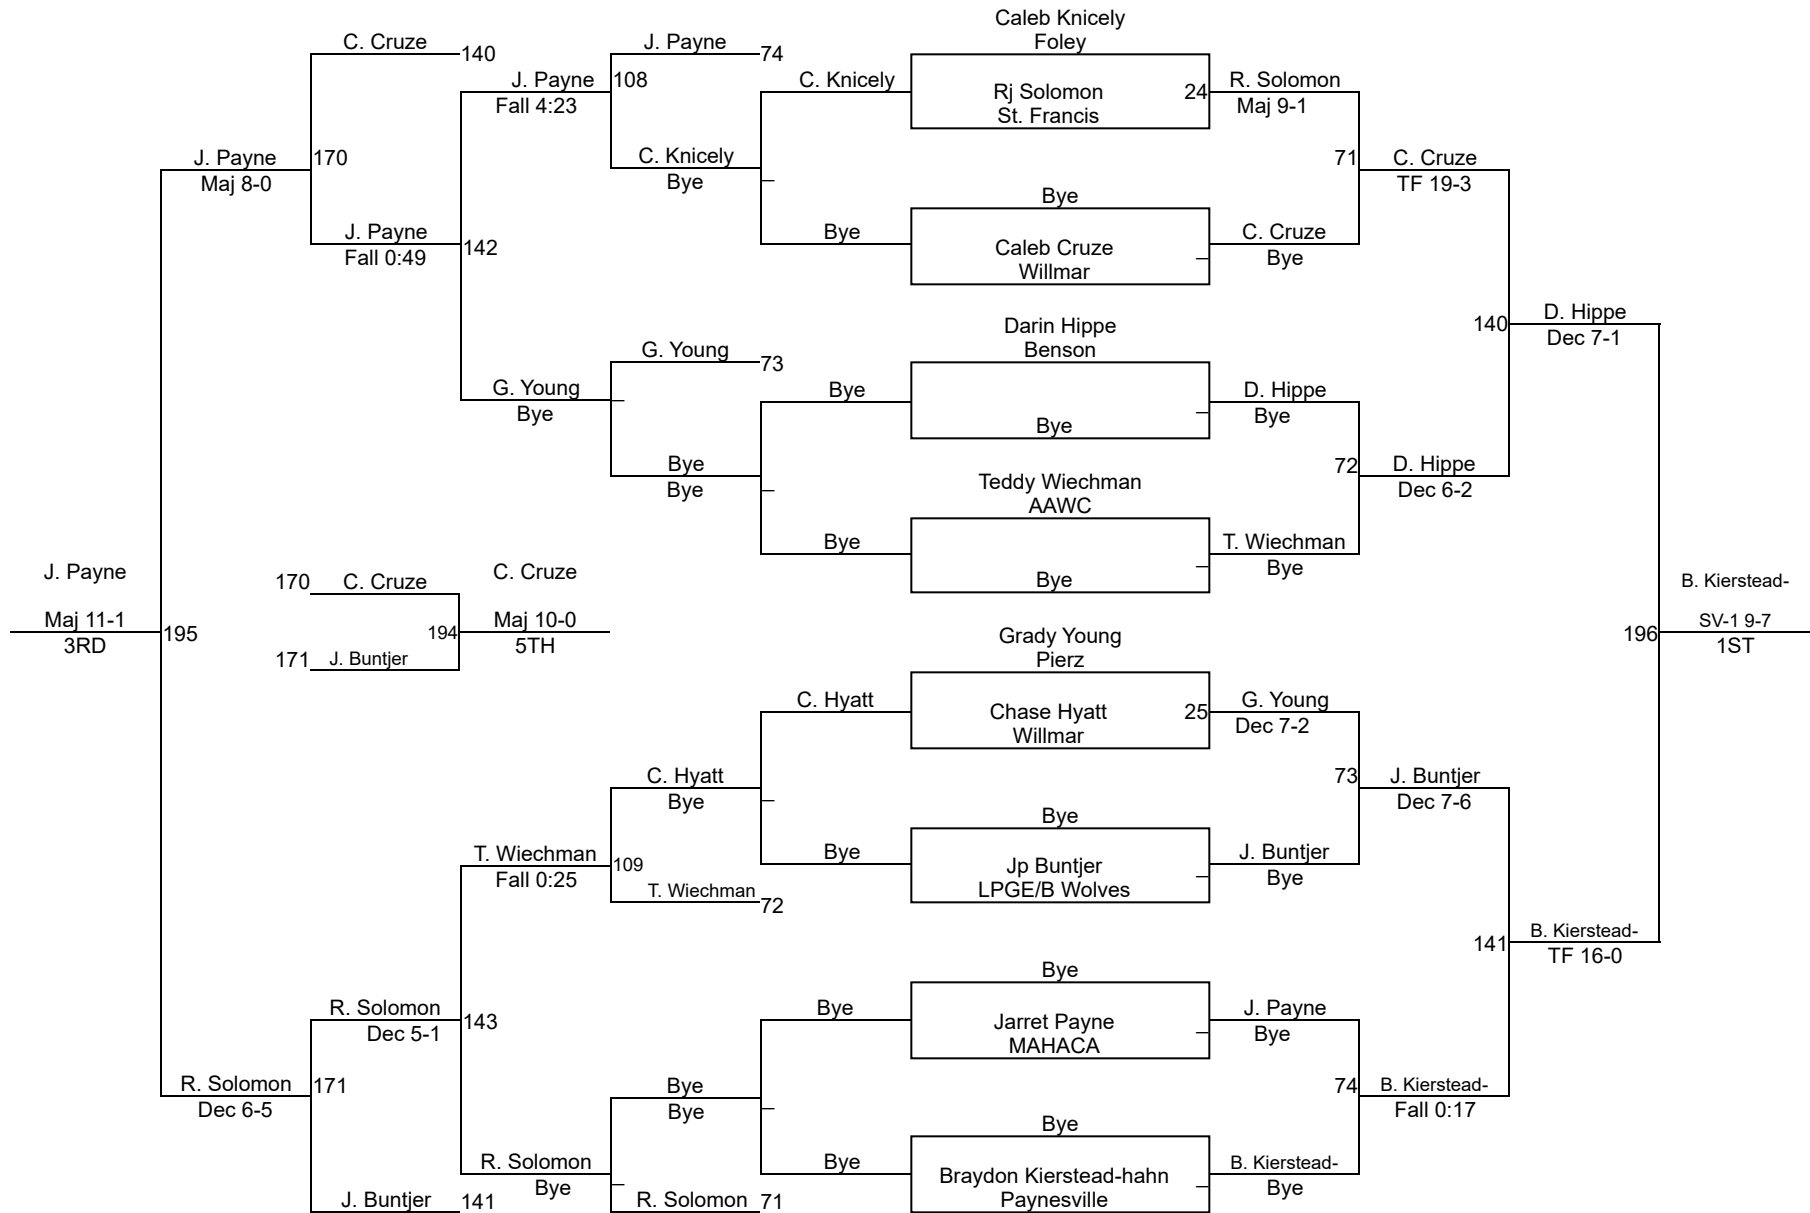 Caleb Knicely
Foley
C. Cruze
140
J. Payne
74
J. Payne
108
Fall 4:23
C. Knicely
Rj Solomon
24
St. Francis
R. Solomon
Maj 9-1
J. Payne
170
Maj 8-0
C. Knicely
Bye
71
C. Cruze
TF 19-3
Bye
J. Payne
142
Fall 0:49
Bye
Caleb Cruze
Willmar
C. Cruze
Bye
Darin Hippe
Benson
140
D. Hippe
Dec 7-1
G. Young
73
G. Young
Bye
Bye
Bye
D. Hippe
Bye
Bye
Bye
Teddy Wiechman
AAWC
72
D. Hippe
Dec 6-2
Bye
Bye
T. Wiechman
Bye
J. Payne
Maj 11-1
3RD
195
170
C. Cruze
171
J. Buntjer
194
C. Cruze
Maj 10-0
5TH
196
B. Kierstead-
SV-1 9-7
1ST
Grady Young
Pierz
C. Hyatt
Chase Hyatt
25
Willmar
G. Young
Dec 7-2
C. Hyatt
Bye
73
J. Buntjer
Dec 7-6
Bye
T. Wiechman
109
Fall 0:25
Bye
Jp Buntjer
LPGE/B Wolves
J. Buntjer
Bye
T. Wiechman
72
141
B. Kierstead-
TF 16-0
Bye
R. Solomon
143
Dec 5-1
Bye
Jarret Payne
MAHACA
J. Payne
Bye
R. Solomon
171
Dec 6-5
Bye
Bye
74
B. Kierstead-
Fall 0:17
Bye
R. Solomon
Bye
Bye
Braydon Kierstead-hahn
Paynesville
B. Kierstead-
Bye
J. Buntjer
141
R. Solomon
71